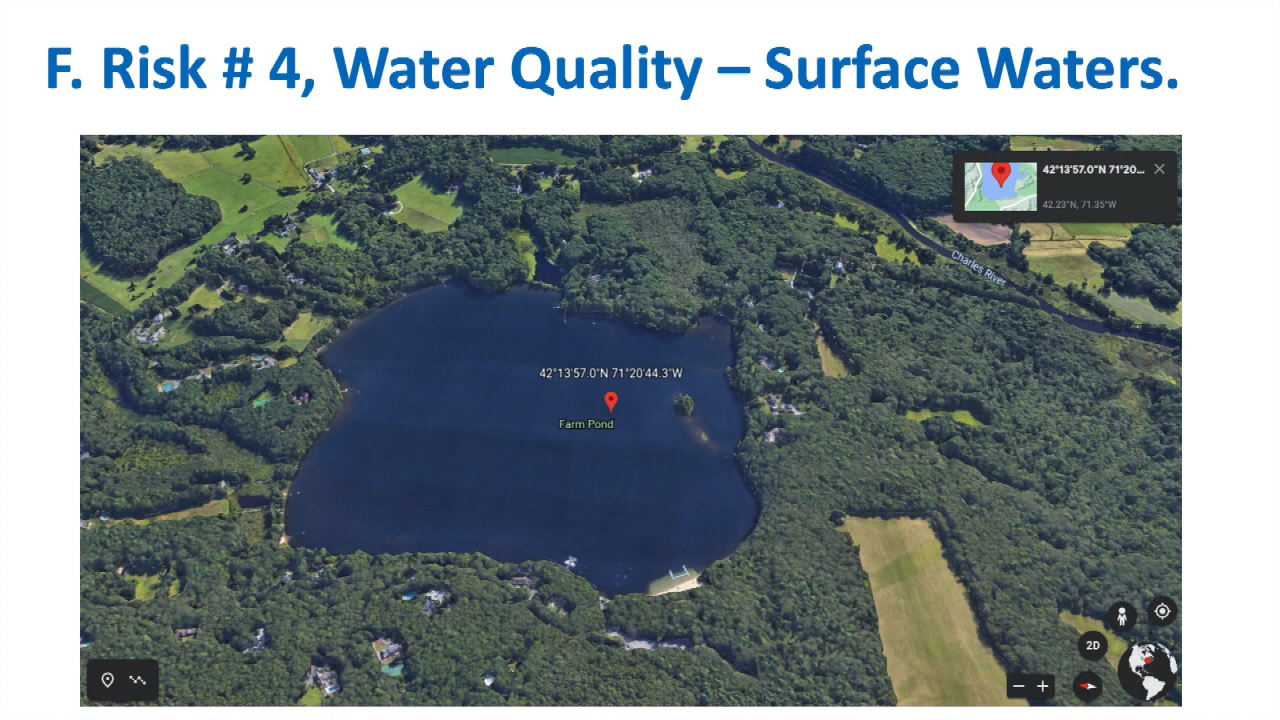 F. Risk # 4, Water Quality – Surface Waters.
42°13'57.0"N 71°20...
42.23°N, 71.35°W
Charles River
42°13'57.0"N 71°20'44.3"W
Farm Pond
2D